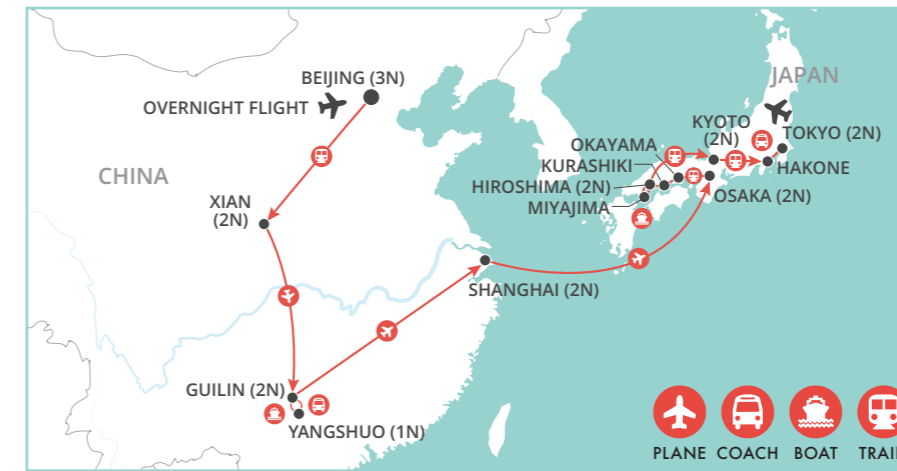 BEIJING (3N)
OVERNIGHT FLIGHT
CHINA
XIAN
(2N)
GUILIN (2N)
YANGSHUO (1N)
SHANGHAI (2N)
JAPAN
KYOTO
(2N)
TOKYO (2N)
OKAYAMA
KURASHIKI
HAKONE
HIROSHIMA (2N)
OSAKA (2N)
MIYAJIMA
PLANE COACH BOAT TRAI